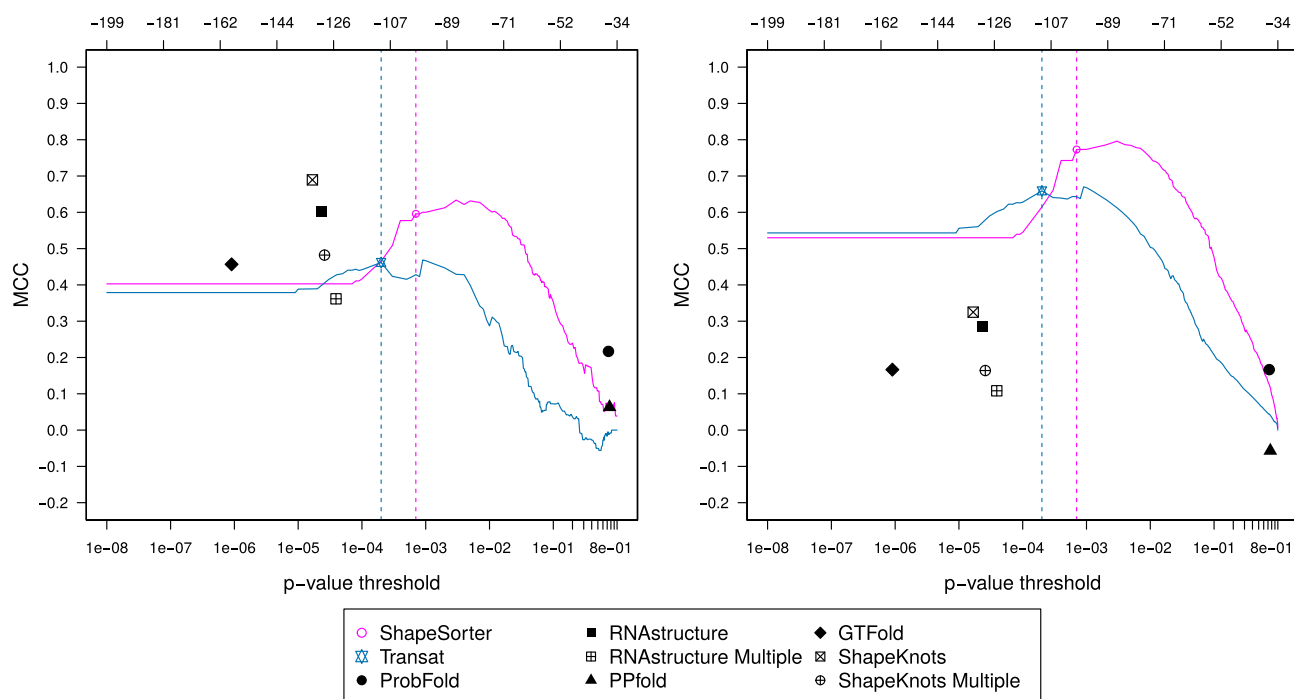 −199 −162 −144 −126 −107 −89 −71 −52 −34
−199 −162 −144 −126 −107 −89 −71 −52 −34
MCC
1.0
0.9
0.8
0.7
0.6
0.5
0.4
0.3
0.2
0.1
0.0
−0.1
−0.2
1e−08 1e−07 1e−06 1e−05 1e−04 1e−03 1e−02 1e−01 8e−01
p−value threshold
MCC
1.0
0.9
0.8
0.7
0.6
0.5
0.4
0.3
0.2
0.1
0.0
−0.1
−0.2
1e−08 1e−07 1e−06 1e−05 1e−04 1e−03 1e−02 1e−01 8e−01
p−value threshold
ShapeSorter RNAstructure GTFold
Transat RNAstructure Multiple ShapeKnots
ProbFold PPfold ShapeKnots Multiple